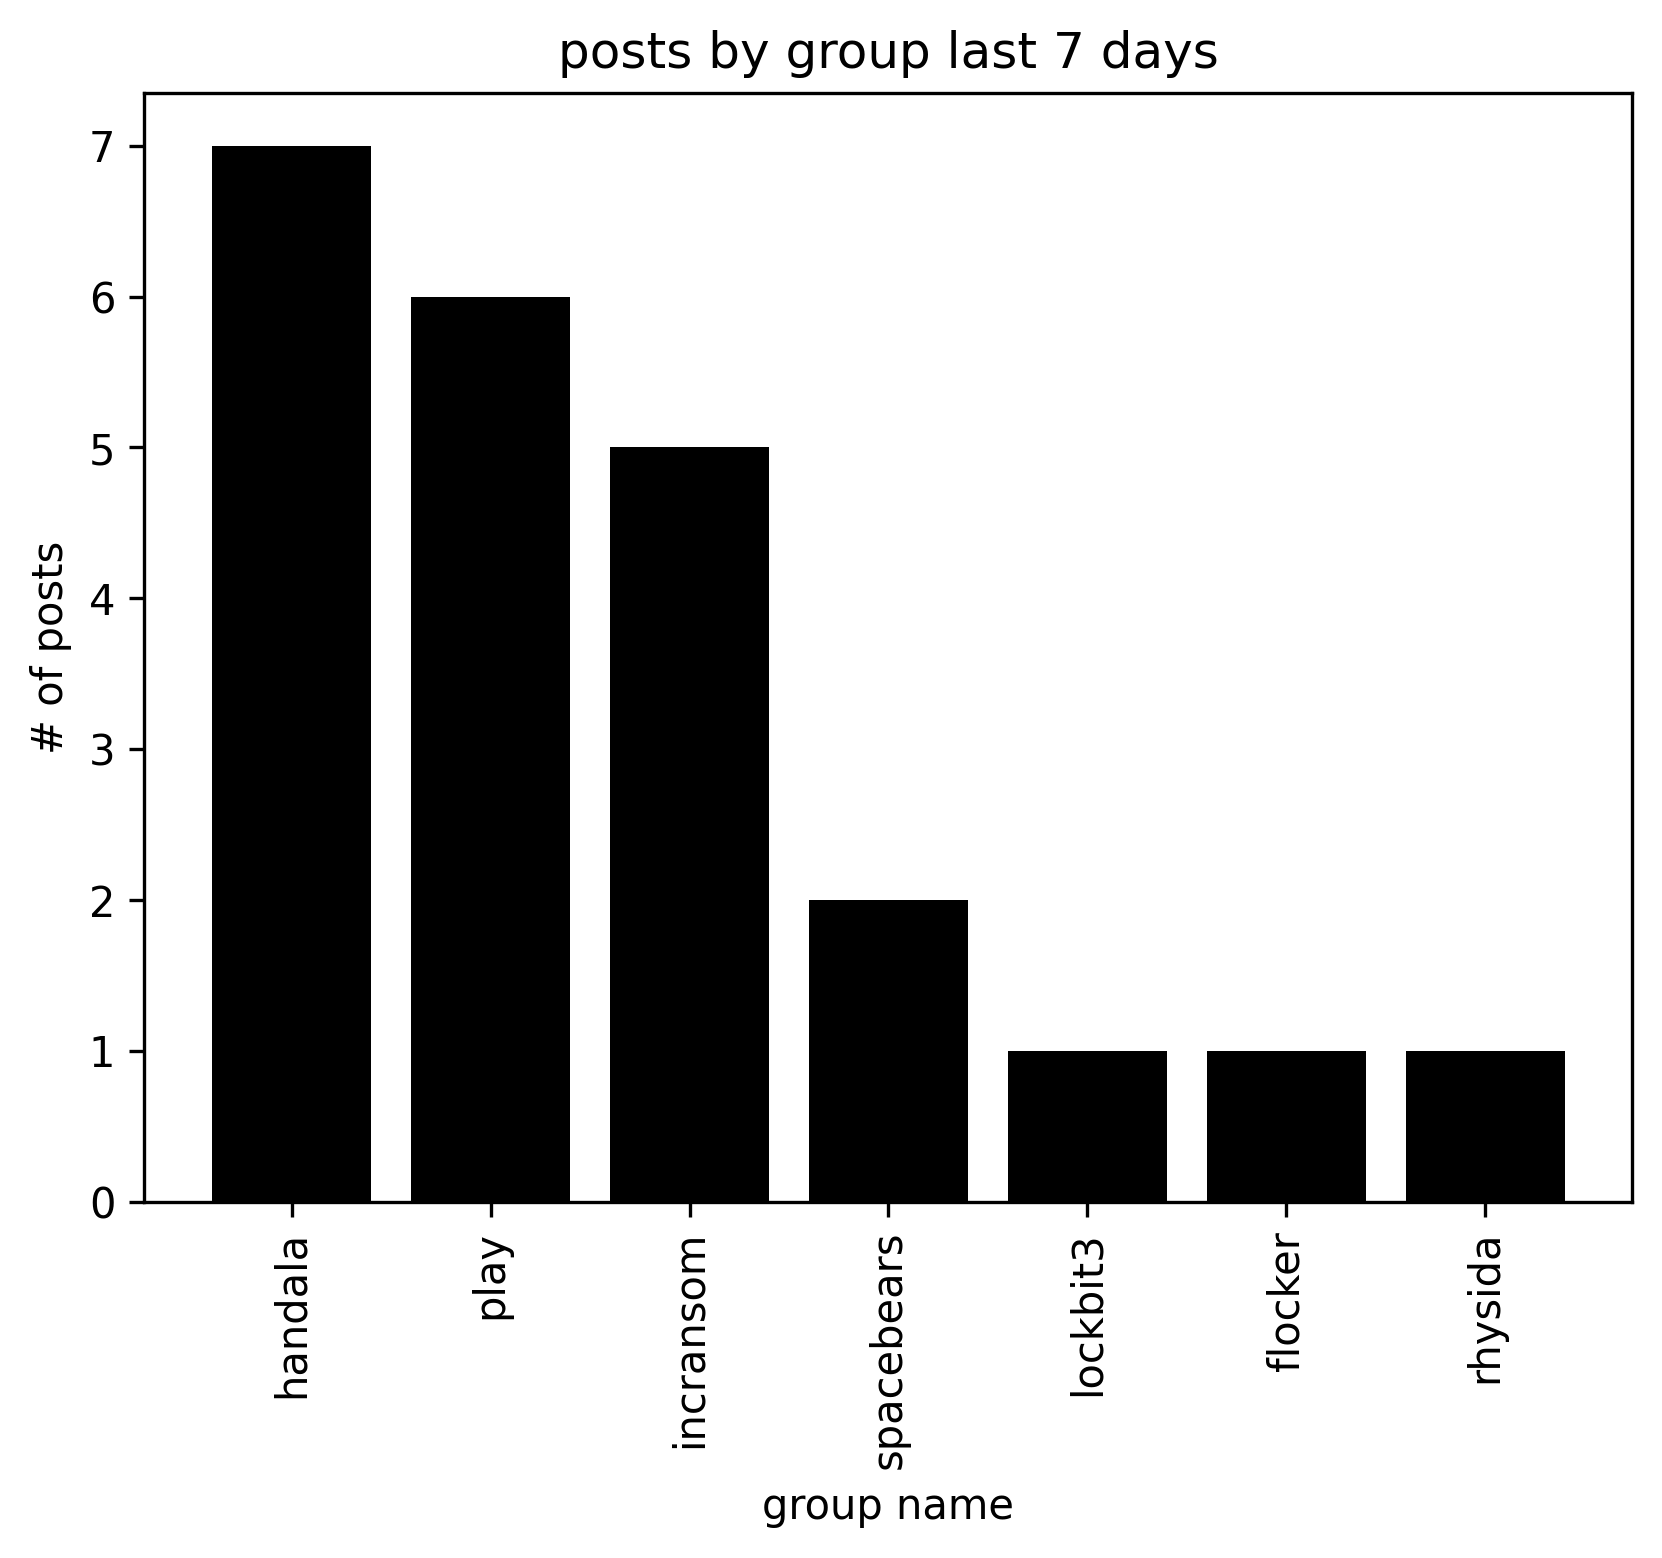 posts by group last 7 days
7
6
5
4
3
2
1
0
# of posts
handala
play
incransom
spacebears
lockbit3
flocker
rhysida
group name